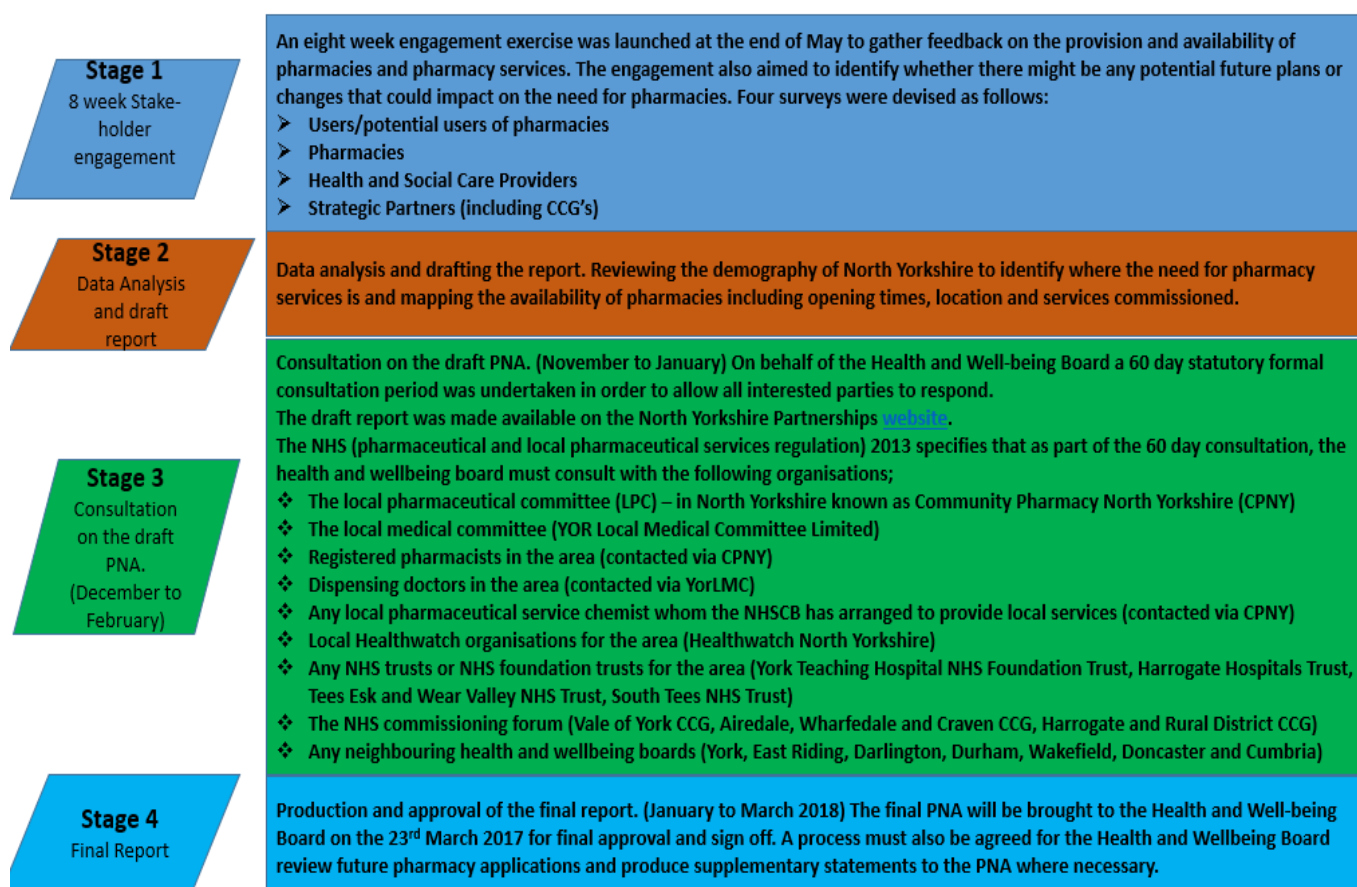 Stage 1
8 week Stake-
holder
engagement
An eight week engagement exercise was launched at the end of May to gather feedback on the provision and availability of
pharmacies and pharmacy services. The engagement also aimed to identify whether there might be any potential future plans or
changes that could impact on the need for pharmacies. Four surveys were devised as follows:
➢ Users/potential users of pharmacies
➢ Pharmacies
➢ Health and Social Care Providers
➢ Strategic Partners (including CCG's)
Stage 2
Data Analysis
and draft
report
Data analysis and drafting the report. Reviewing the demography of North Yorkshire to identify where the need for pharmacy
services is and mapping the availability of pharmacies including opening times, location and services commissioned.
Stage 3
Consultation
on the draft
PNA.
(December to
February)
Consultation on the draft PNA. (November to January) On behalf of the Health and Well-being Board a 60 day statutory formal
consultation period was undertaken in order to allow all interested parties to respond.
The draft report was made available on the North Yorkshire Partnerships website.
The NHS (pharmaceutical and local pharmaceutical services regulation) 2013 specifies that as part of the 60 day consultation, the
health and wellbeing board must consult with the following organisations;
❖ The local pharmaceutical committee (LPC) – in North Yorkshire known as Community Pharmacy North Yorkshire (CPNY)
❖ The local medical committee (YOR Local Medical Committee Limited)
❖ Registered pharmacists in the area (contacted via CPNY)
❖ Dispensing doctors in the area (contacted via YorLMC)
❖ Any local pharmaceutical service chemist whom the NHSCB has arranged to provide local services (contacted via CPNY)
❖ Local Healthwatch organisations for the area (Healthwatch North Yorkshire)
❖ Any NHS trusts or NHS foundation trusts for the area (York Teaching Hospital NHS Foundation Trust, Harrogate Hospitals Trust,
Tees Esk and Wear Valley NHS Trust, South Tees NHS Trust)
❖ The NHS commissioning forum (Vale of York CCG, Airedale, Wharfedale and Craven CCG, Harrogate and Rural District CCG)
❖ Any neighbouring health and wellbeing boards (York, East Riding, Darlington, Durham, Wakefield, Doncaster and Cumbria)
Stage 4
Final Report
Production and approval of the final report. (January to March 2018) The final PNA will be brought to the Health and Well-being
Board on the 23rd March 2017 for final approval and sign off. A process must also be agreed for the Health and Wellbeing Board
review future pharmacy applications and produce supplementary statements to the PNA where necessary.